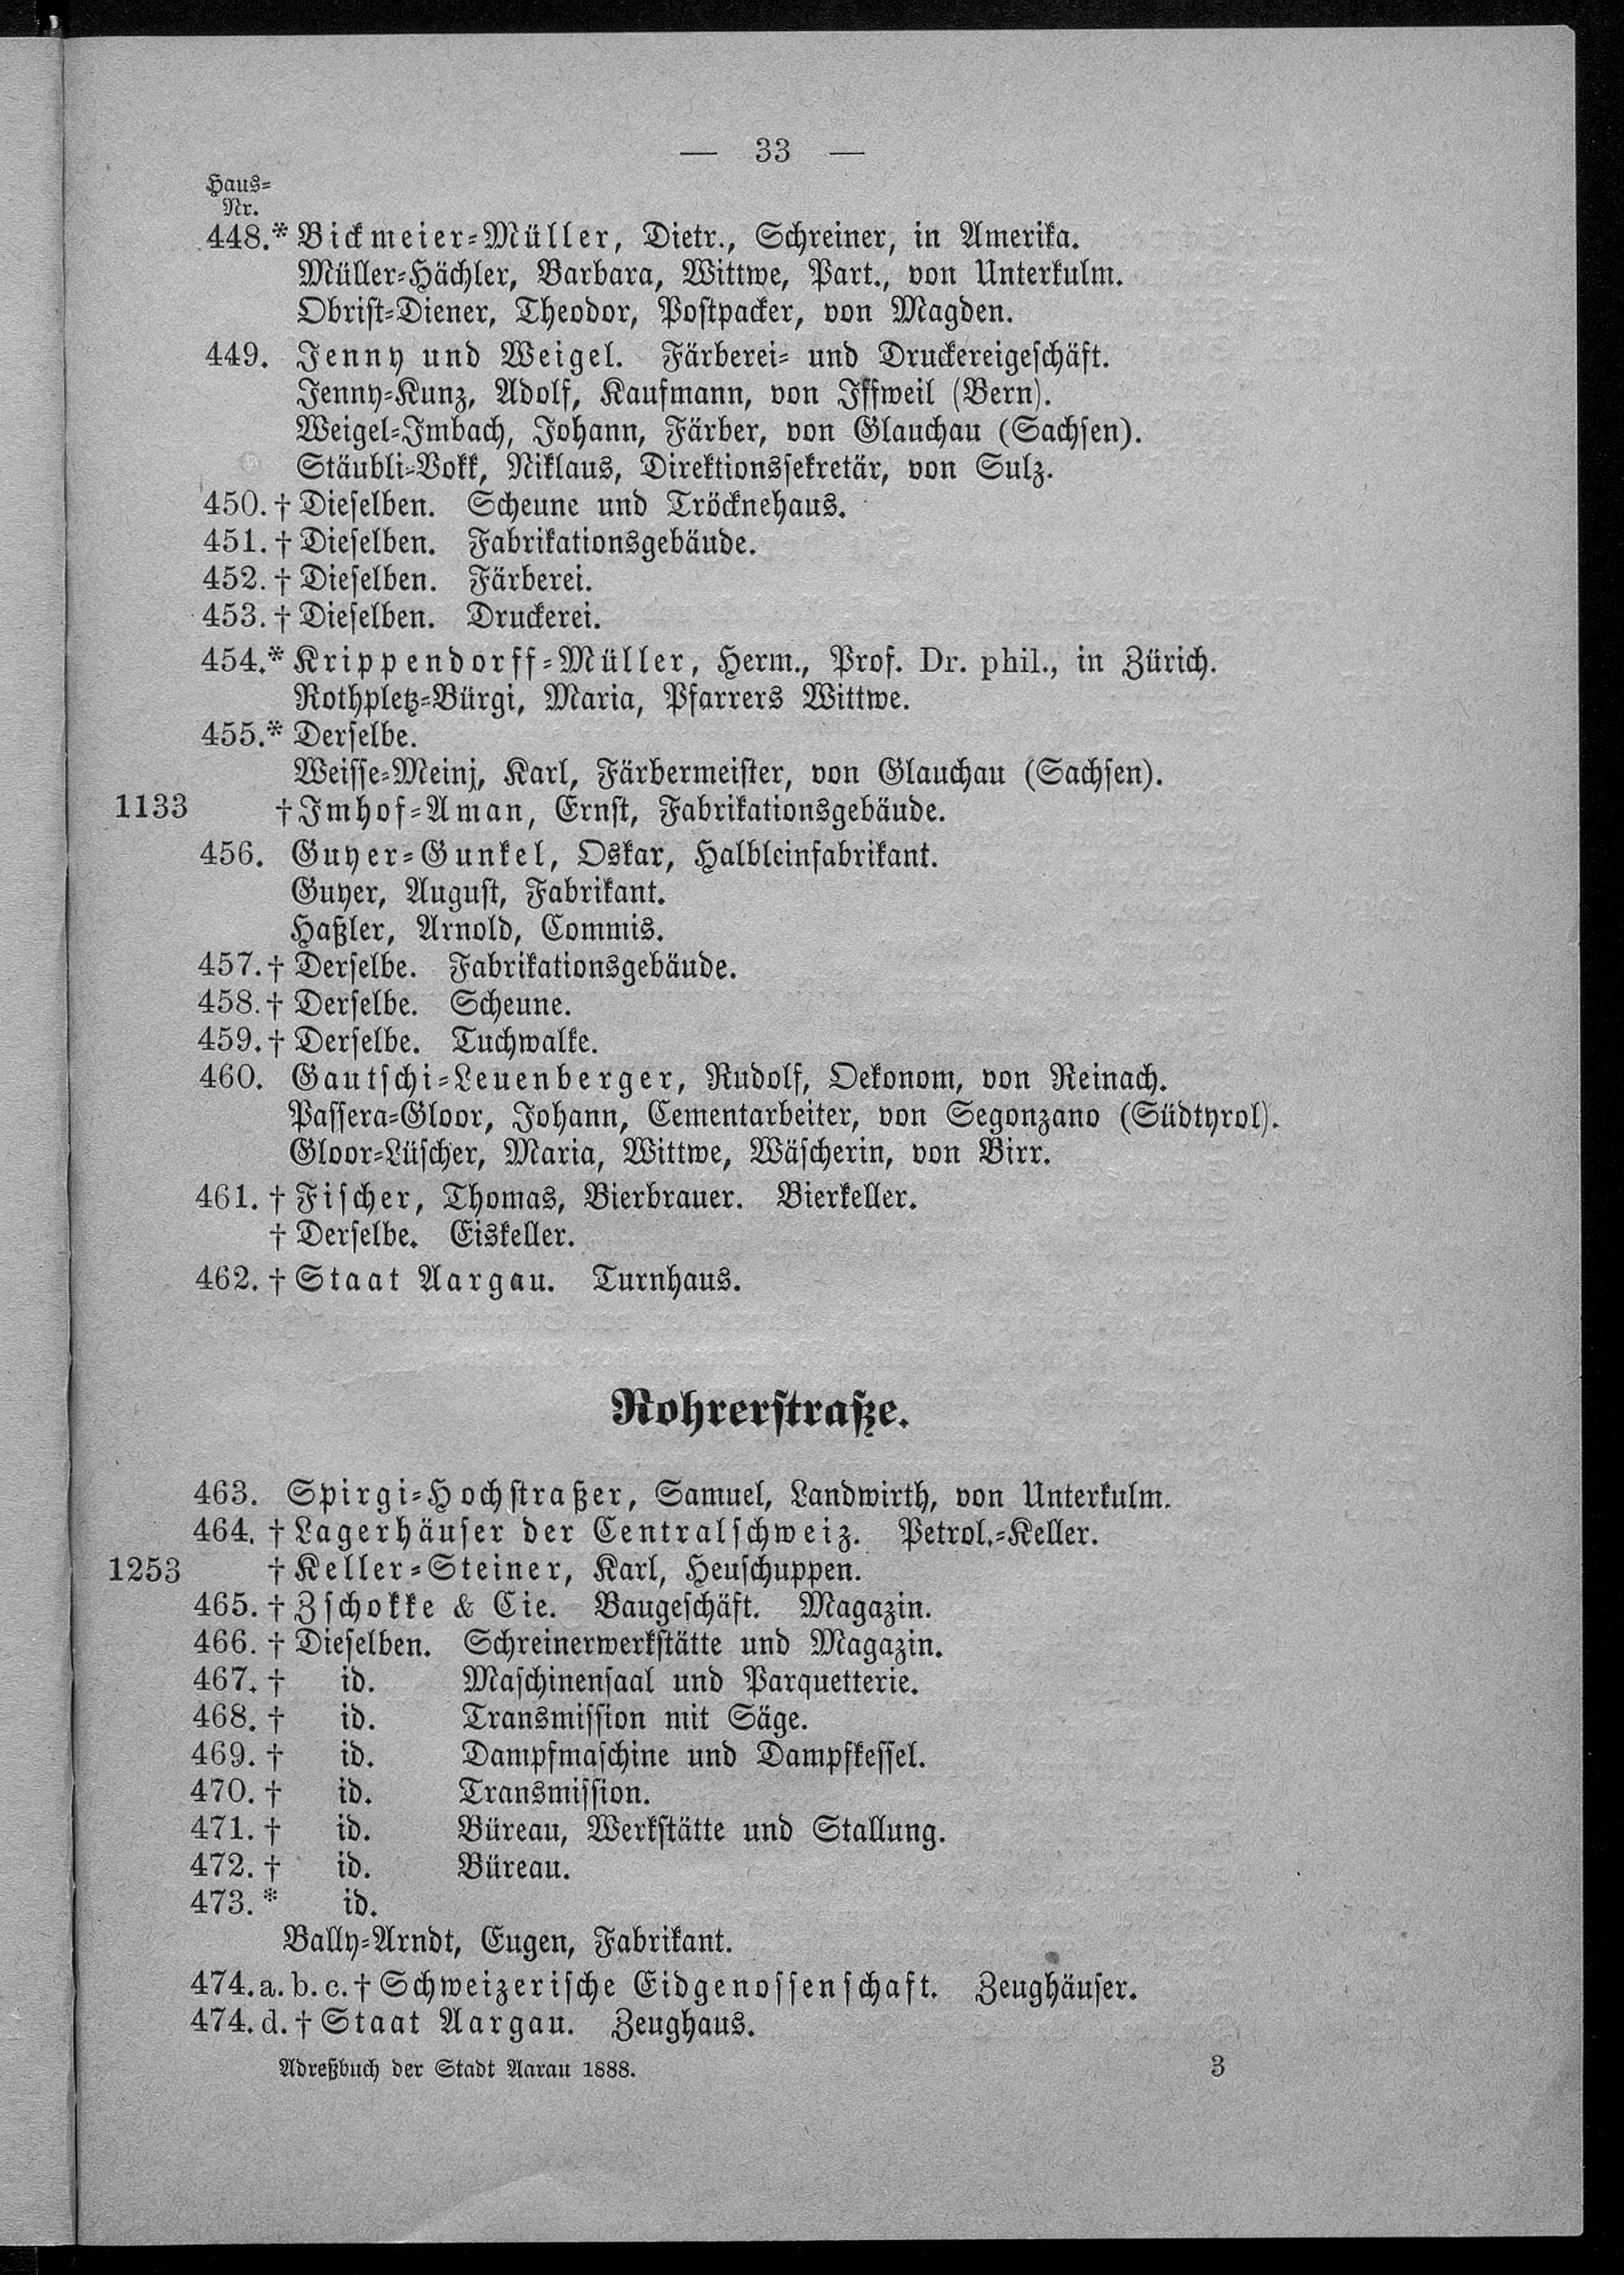 — 33 —
Haus-
Nr.
448.* Bickmeier-Müller, Dietr., Schreiner, in Amerika.
Müller-Hächler, Barbara, Wittwe, Part., von Unterkulm.
Obrist-Diener, Theodor, Postpacker, von Magden.
449. Jenny und Weigel. Färberei- und Druckereigeschäft.
Jenny-Kunz, Adolf, Kaufmann, von Iffweil (Bern).
Weigel-Imbach, Johann, Färber, von Glauchau (Sachsen).
Stäubli-Vokk, Niklaus, Direktionssekretär, von Sulz.
450. † Dieselben. Scheune und Tröcknehaus.
451. † Dieselben. Fabrikationsgebäude.
452. † Dieselben. Färberei.
453. † Dieselben. Druckerei.
454.* Krippendorff-Müller, Herm., Prof. Dr. phil., in Zürich.
Rothpletz-Bürgi, Maria, Pfarrers Wittwe.
455.* Derselbe.
Weisse-Meinj, Karl, Färbermeister, von Glauchau (Sachsen).
1133 † Imhof-Aman, Ernst, Fabrikationsgebäude.
456. Guyer-Gunkel, Oskar, Halbleinfabrikant.
Guyer, August, Fabrikant.
Haßler, Arnold, Commis.
457. † Derselbe. Fabrikationsgebäude.
458. † Derselbe. Scheune.
459. † Derselbe. Tuchwalke.
460. Gautschi-Leuenberger, Rudolf, Oekonom, von Reinach.
Passera-Gloor, Johann, Cementarbeiter, von Segonzano (Südtyrol).
Gloor-Lüscher, Maria, Wittwe, Wäscherin, von Birr.
461. † Fischer, Thomas, Bierbrauer. Bierkeller.
† Derselbe. Eiskeller.
462. † Staat Aargau. Turnhaus.
Rohrerstraße.
463. Spirgi-Hochstraßer, Samuel, Landwirth, von Unterkulm.
464. † Lagerhäuser der Centralschweiz. Petrol.-Keller.
1253 † Keller-Steiner, Karl, Heuschuppen.
465. † Zschokke & Cie. Baugeschäft. Magazin.
466. † Dieselben. Schreinerwerkstätte und Magazin.
467. † id. Maschinensaal und Parquetterie.
468. † id. Transmission mit Säge.
469. † id. Dampfmaschine und Dampfkessel.
470. † id. Transmission.
471. † id. Büreau, Werkstätte und Stallung.
472. † id. Büreau.
473. * id.
Bally-Arndt, Eugen, Fabrikant.
474. a. b. c. † Schweizerische Eidgenossenschaft. Zeughäuser.
474. d. † Staat Aargau. Zeughaus.
Adreßbuch der Stadt Aarau 1888. 3